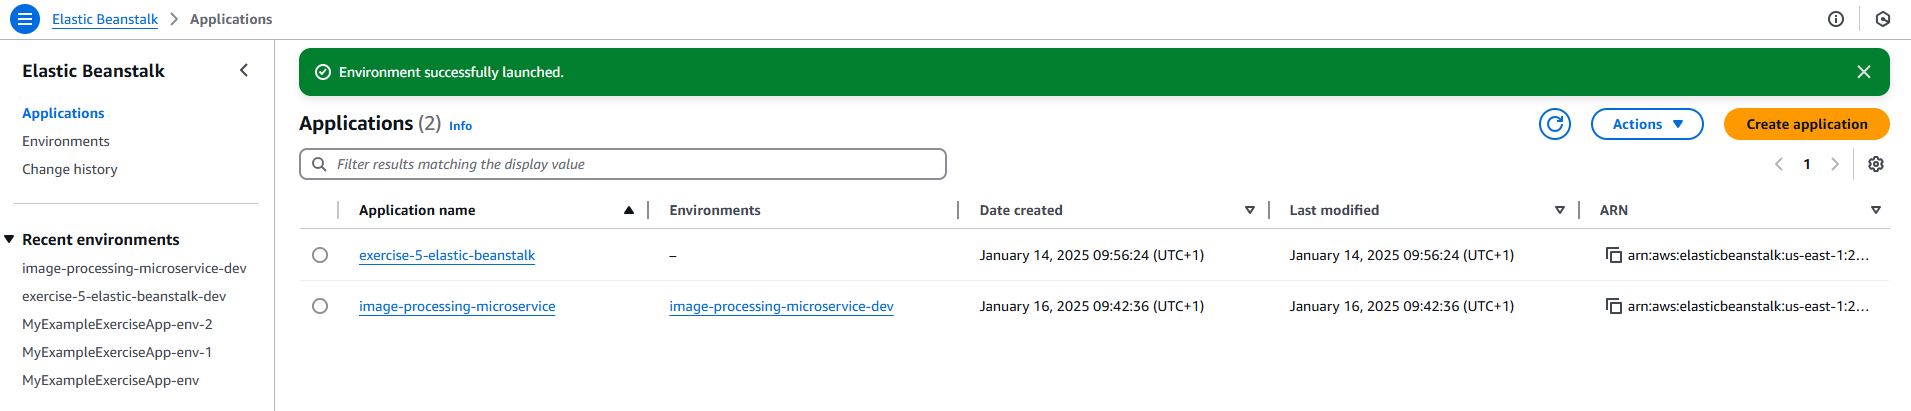 Elastic Beanstalk > Applications
Elastic Beanstalk
Applications
Environments
Change history
Recent environments
image-processing-microservice-dev
exercise-5-elastic-beanstalk-dev
MyExampleExerciseApp-env-2
MyExampleExerciseApp-env-1
MyExampleExerciseApp-env
Environment successfully launched.
Applications (2) Info
Actions
Create application
Filter results matching the display value
1
Application name Environments Date created Last modified ARN
exercise-5-elastic-beanstalk – January 14, 2025 09:56:24 (UTC+1) January 14, 2025 09:56:24 (UTC+1) arn:aws:elasticbeanstalk:us-east-1:2...
image-processing-microservice image-processing-microservice-dev January 16, 2025 09:42:36 (UTC+1) January 16, 2025 09:42:36 (UTC+1) arn:aws:elasticbeanstalk:us-east-1:2...